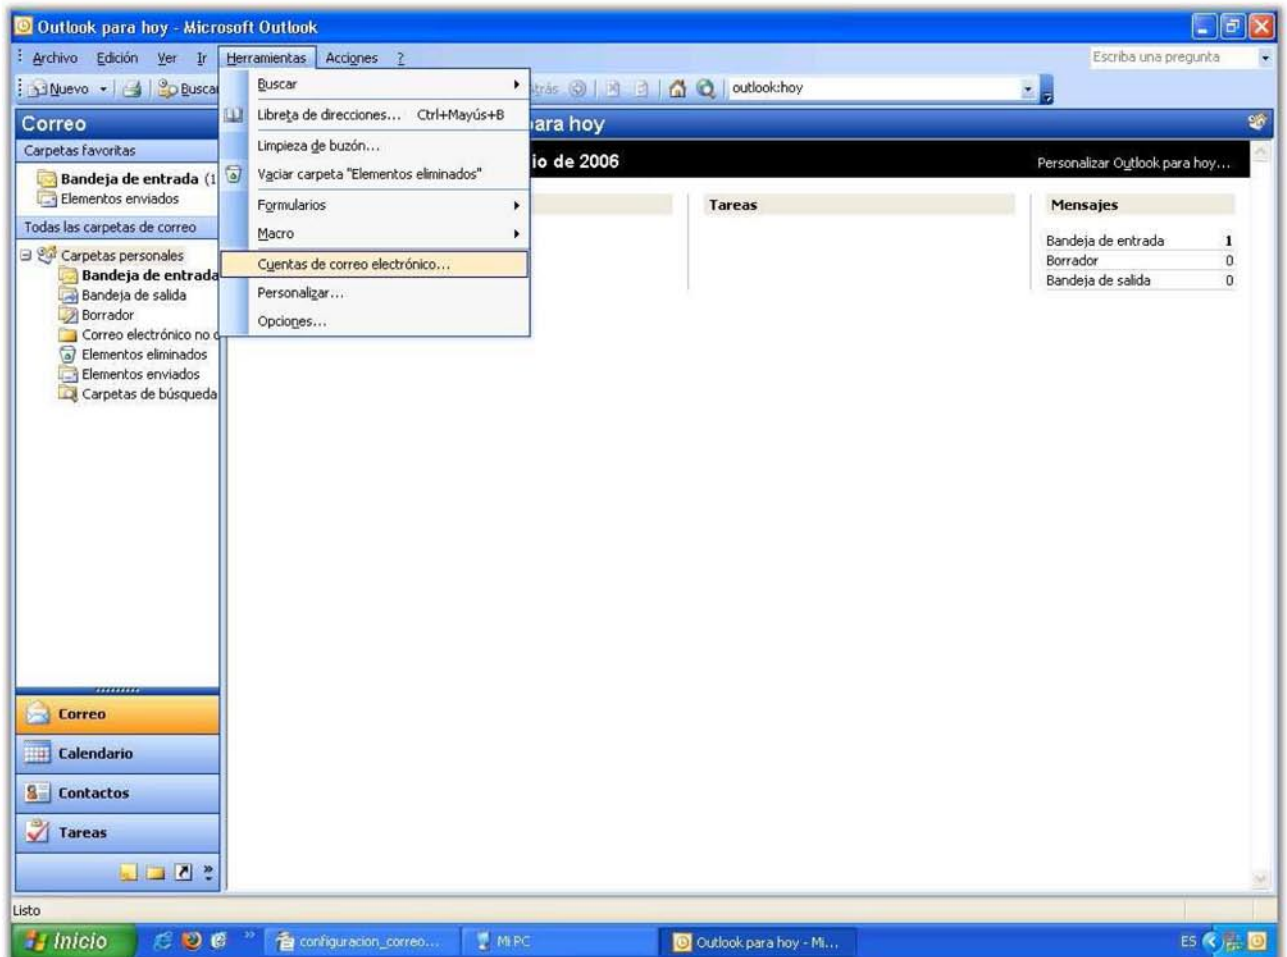 Outlook para hoy - Microsoft Outlook
Archivo Edición Ver Ir Herramientas Acciones ?
Escriba una pregunta
Nuevo Buscar outlook:hoy
Correo
para hoy
Carpetas favoritas
Bandeja de entrada (1
Elementos enviados
Todas las carpetas de correo
Carpetas personales
Bandeja de entrada
Bandeja de salida
Borrador
Correo electrónico no
Elementos eliminados
Elementos enviados
Carpetas de búsqueda
Buscar
Libreta de direcciones... Ctrl+Mayús+B
Limpieza de buzón...
Vaciar carpeta "Elementos eliminados"
Formularios
Macro
Cuentas de correo electrónico...
Personalizar...
Opciones...
io de 2006
Personalizar Outlook para hoy...
Tareas
Mensajes
Bandeja de entrada 1
Borrador 0
Bandeja de salida 0
Correo
Calendario
Contactos
Tareas
Listo
Inicio
configuracion_correo...
Mi PC
Outlook para hoy - Mi...
ES